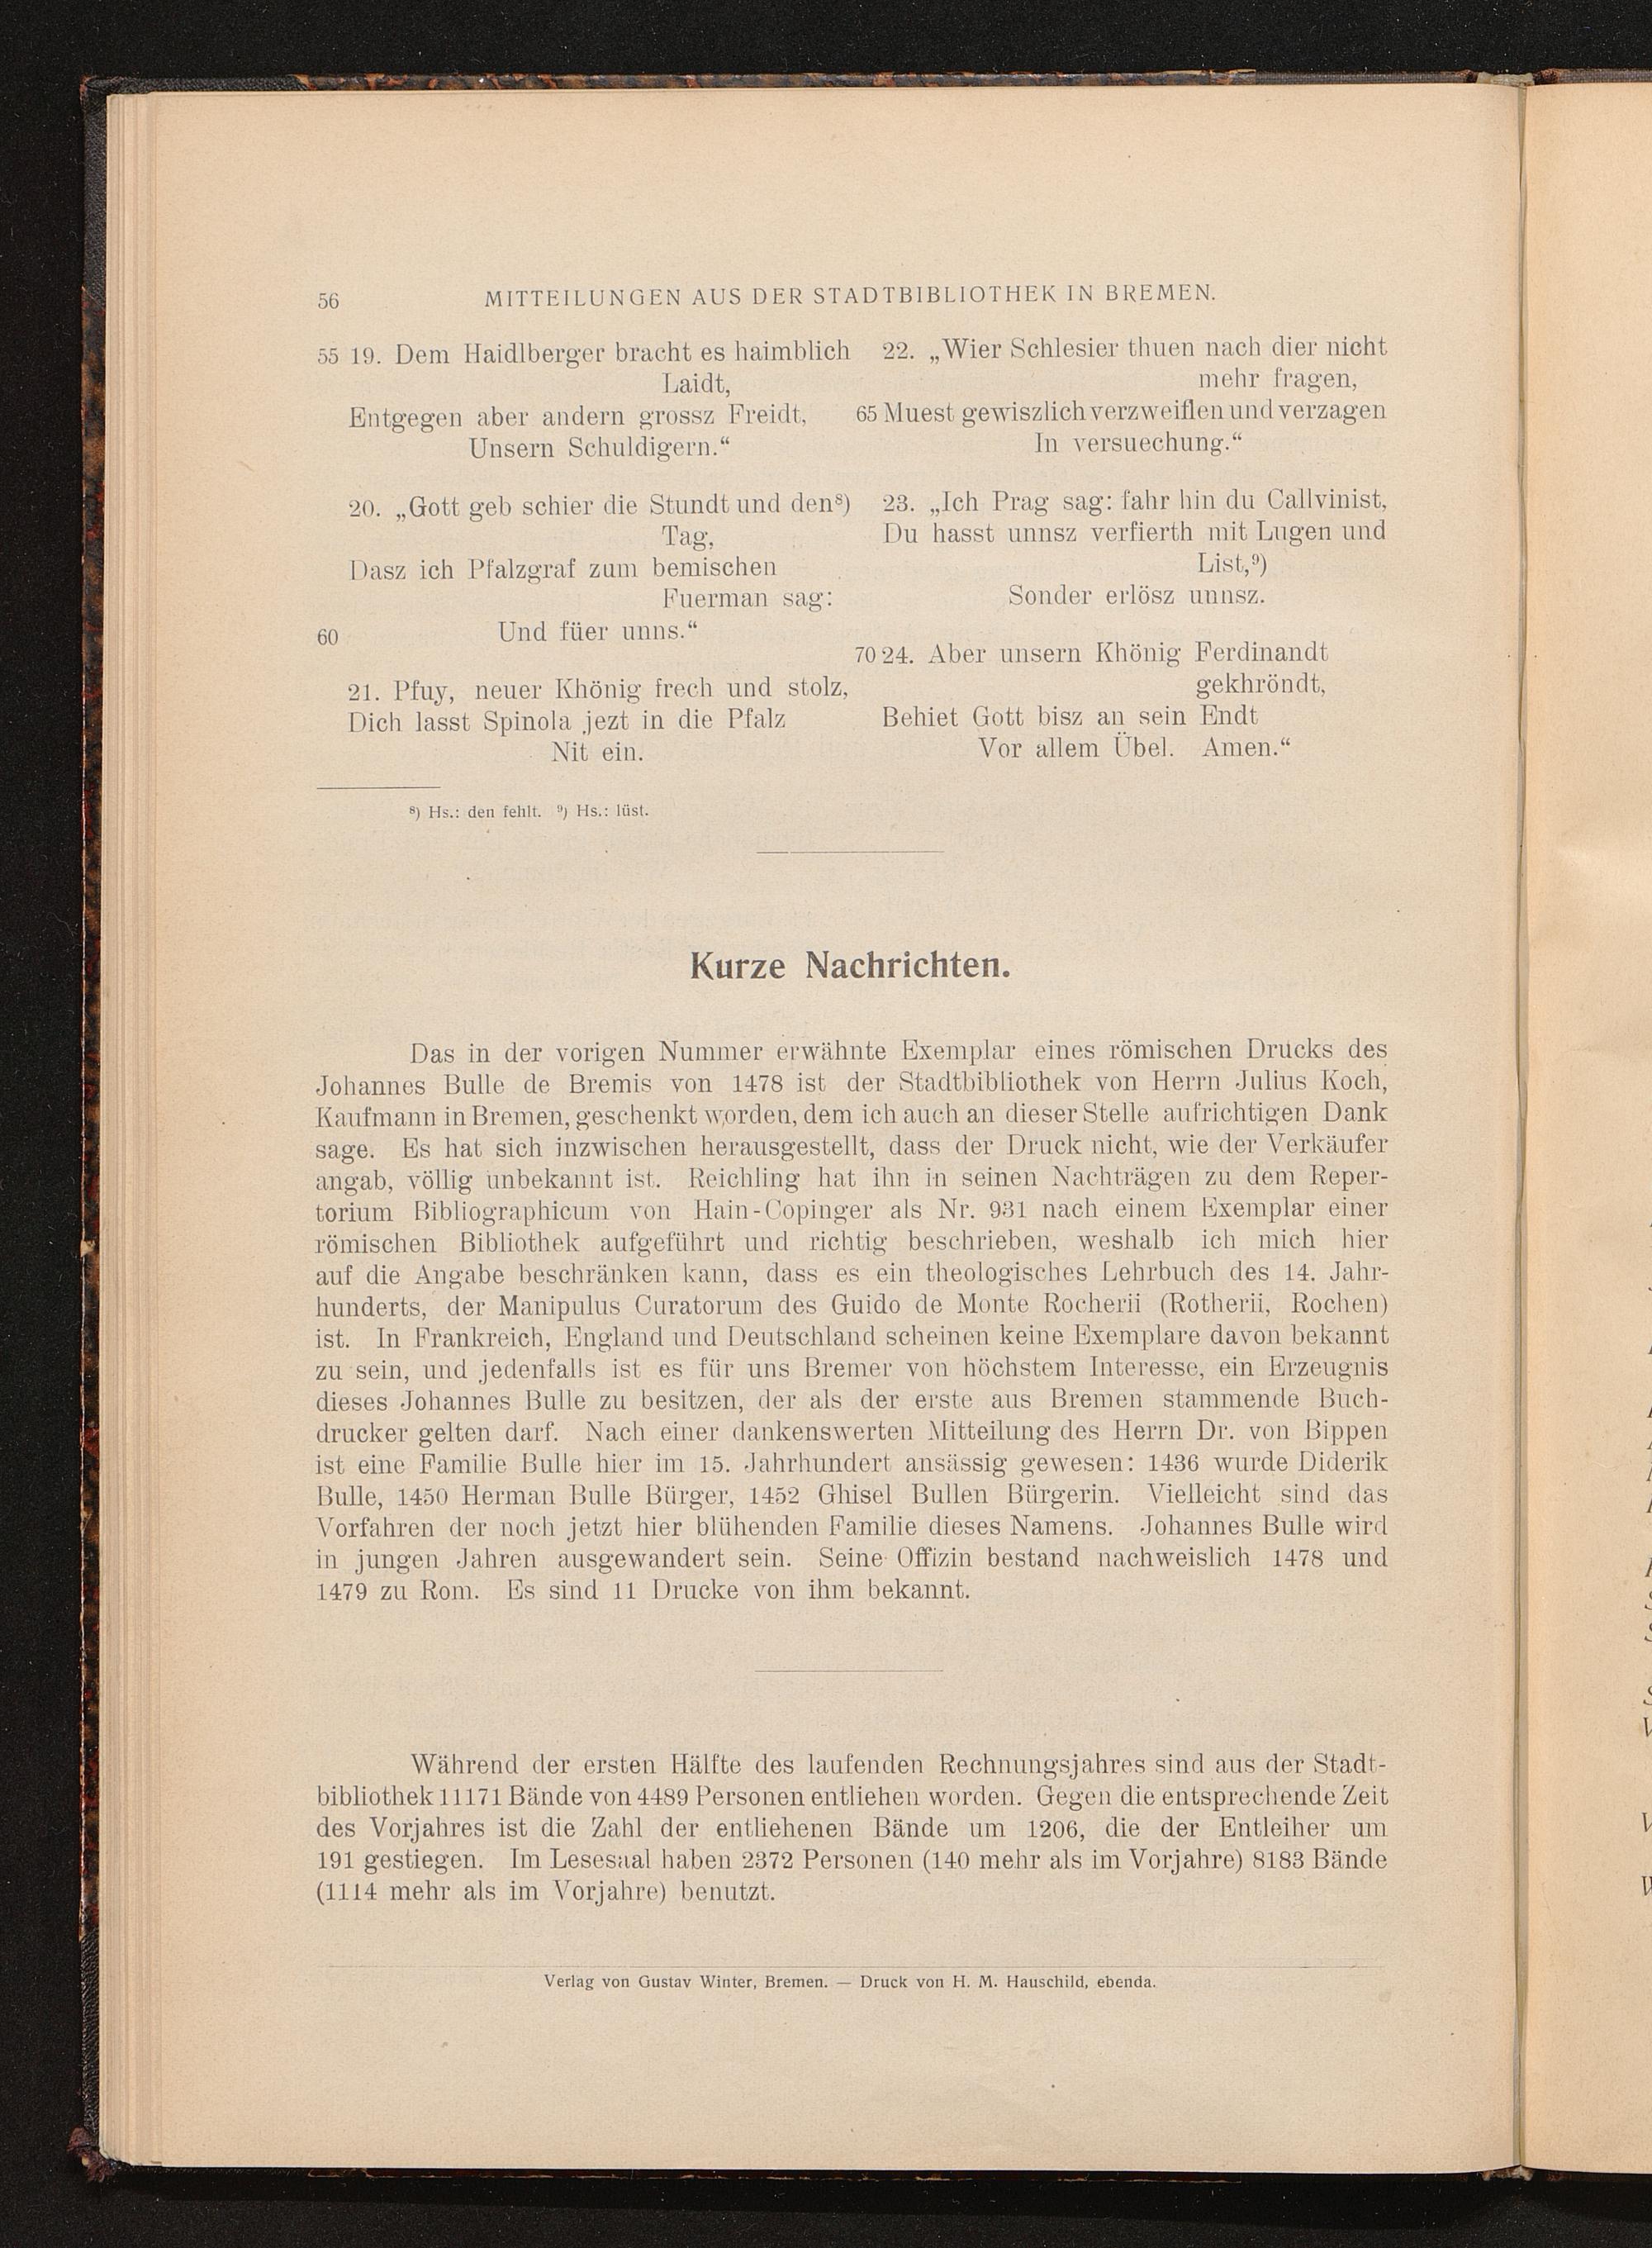 56 MITTEILUNGEN AUS DER STADTBIBLIOTHEK IN BREMEN.
55 19. Dem Haidlberger bracht es haimblich
Laidt,
Entgegen aber andern grossz Freidt,
Unsern Schuldigern.“
20. „Gott geb schier die Stundt und den⁸)
Tag,
Dasz ich Pfalzgraf zum bemischen
Fuerman sag:
60 Und füer unns.“
21. Pfuy, neuer Khönig frech und stolz,
Dich lasst Spinola jezt in die Pfalz
Nit ein.
22. „Wier Schlesier thuen nach dier nicht
mehr fragen,
65 Muest gewiszlich verzweiflen und verzagen
In versuechung.“
23. „Ich Prag sag: fahr hin du Callvinist,
Du hasst unnsz verfierth mit Lugen und
List,⁹)
Sonder erlösz unnsz.
70 24. Aber unsern Khönig Ferdinandt
gekhröndt,
Behiet Gott bisz an sein Endt
Vor allem Übel. Amen.“
⁸) Hs.: den fehlt. ⁹) Hs.: lüst.
Kurze Nachrichten.
Das in der vorigen Nummer erwähnte Exemplar eines römischen Drucks des
Johannes Bulle de Bremis von 1478 ist der Stadtbibliothek von Herrn Julius Koch,
Kaufmann in Bremen, geschenkt worden, dem ich auch an dieser Stelle aufrichtigen Dank
sage. Es hat sich inzwischen herausgestellt, dass der Druck nicht, wie der Verkäufer
angab, völlig unbekannt ist. Reichling hat ihn in seinen Nachträgen zu dem Reper-
torium Bibliographicum von Hain-Copinger als Nr. 931 nach einem Exemplar einer
römischen Bibliothek aufgeführt und richtig beschrieben, weshalb ich mich hier
auf die Angabe beschränken kann, dass es ein theologisches Lehrbuch des 14. Jahr-
hunderts, der Manipulus Curatorum des Guido de Monte Rocherii (Rotherii, Rochen)
ist. In Frankreich, England und Deutschland scheinen keine Exemplare davon bekannt
zu sein, und jedenfalls ist es für uns Bremer von höchstem Interesse, ein Erzeugnis
dieses Johannes Bulle zu besitzen, der als der erste aus Bremen stammende Buch-
drucker gelten darf. Nach einer dankenswerten Mitteilung des Herrn Dr. von Bippen
ist eine Familie Bulle hier im 15. Jahrhundert ansässig gewesen: 1436 wurde Diderik
Bulle, 1450 Herman Bulle Bürger, 1452 Ghisel Bullen Bürgerin. Vielleicht sind das
Vorfahren der noch jetzt hier blühenden Familie dieses Namens. Johannes Bulle wird
in jungen Jahren ausgewandert sein. Seine Offizin bestand nachweislich 1478 und
1479 zu Rom. Es sind 11 Drucke von ihm bekannt.
Während der ersten Hälfte des laufenden Rechnungsjahres sind aus der Stadt-
bibliothek 11171 Bände von 4489 Personen entliehen worden. Gegen die entsprechende Zeit
des Vorjahres ist die Zahl der entliehenen Bände um 1206, die der Entleiher um
191 gestiegen. Im Lesesaal haben 2372 Personen (140 mehr als im Vorjahre) 8183 Bände
(1114 mehr als im Vorjahre) benutzt.
Verlag von Gustav Winter, Bremen. — Druck von H. M. Hauschild, ebenda.